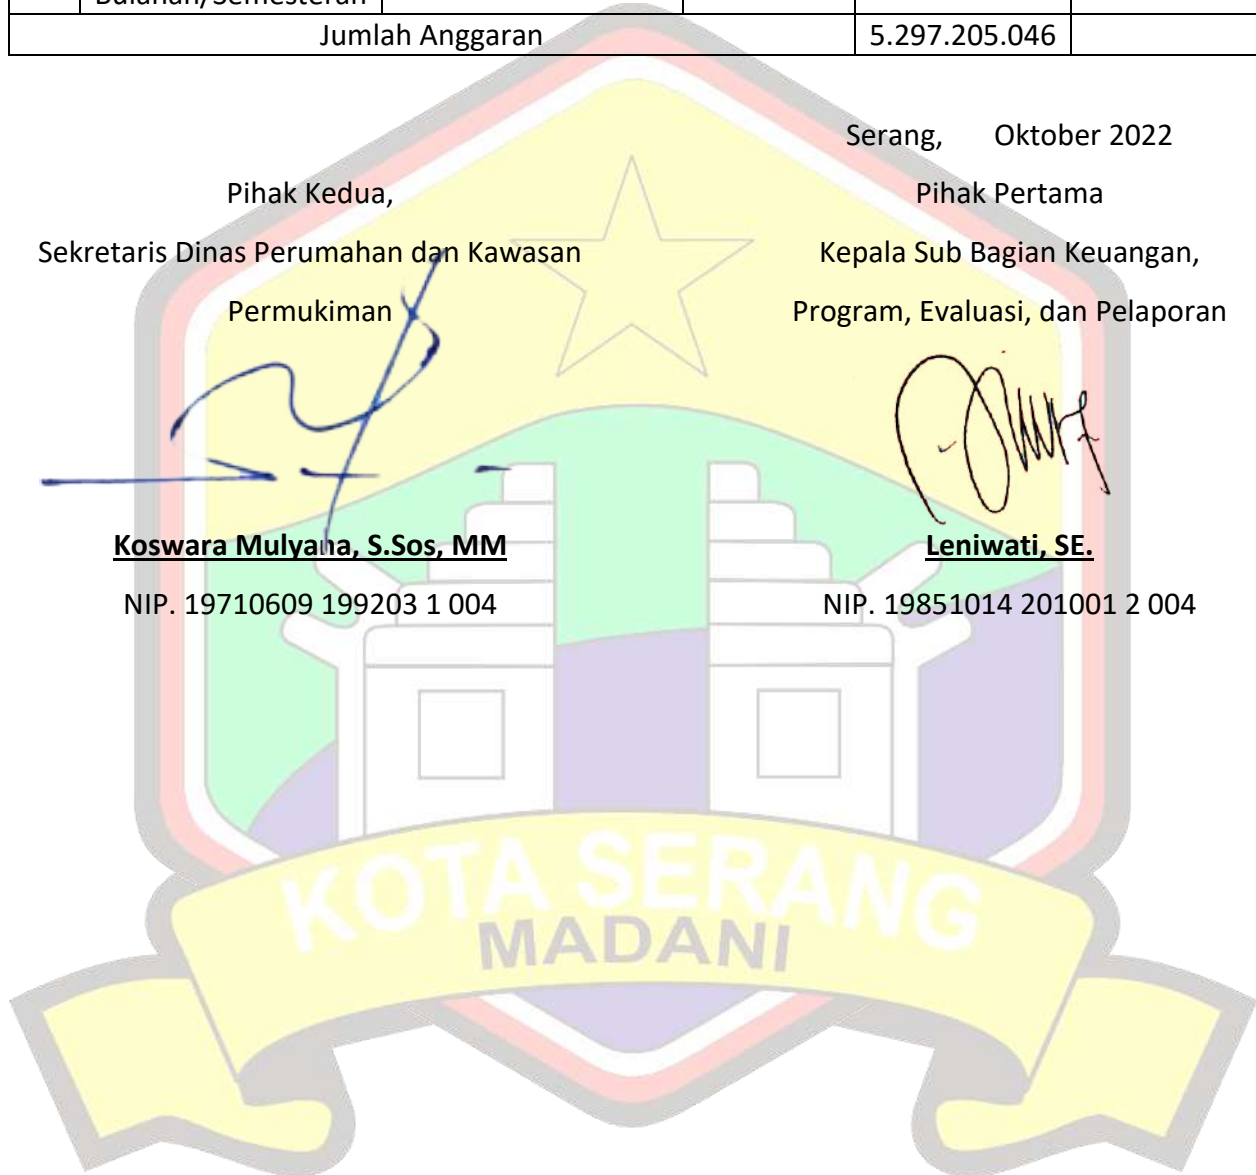 Bulanan/Semesteran
Jumlah Anggaran 5.297.205.046
Serang, Oktober 2022
Pihak Kedua,
Sekretaris Dinas Perumahan dan Kawasan
Permukiman
Koswara Mulyana, S.Sos, MM
NIP. 19710609 199203 1 004
Pihak Pertama
Kepala Sub Bagian Keuangan,
Program, Evaluasi, dan Pelaporan
Leniwati, SE.
NIP. 19851014 201001 2 004
KOTA SERANG
MADANI